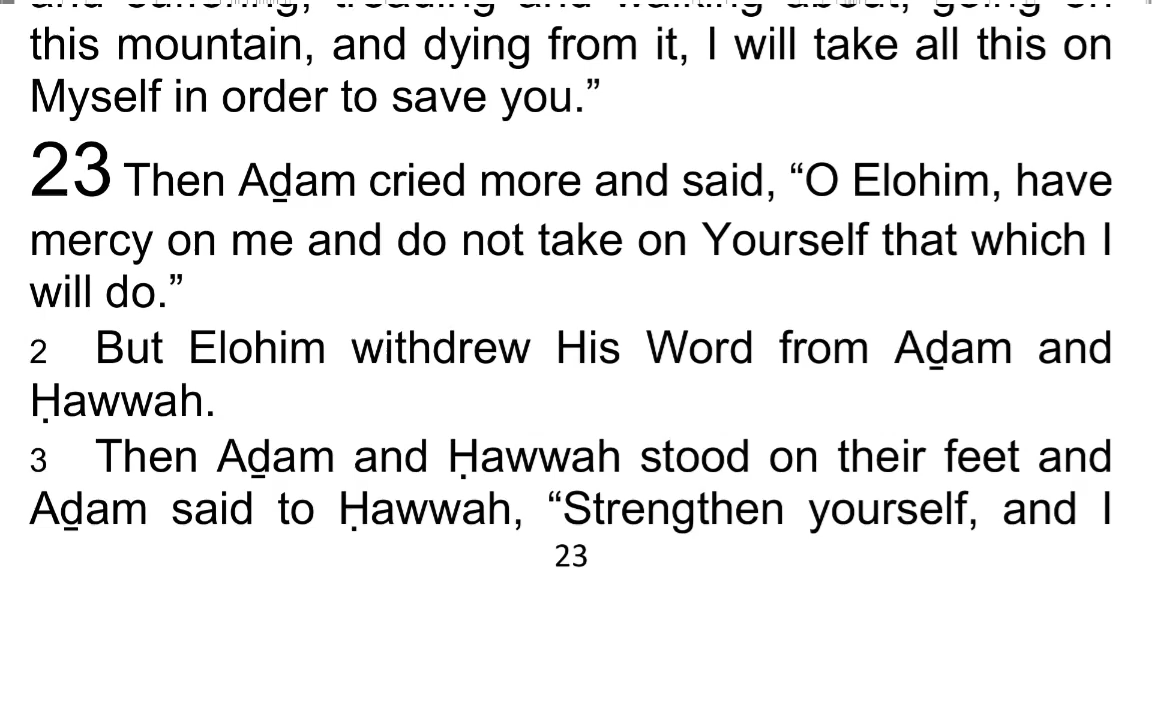 this mountain, and dying from it, I will take all this on
Myself in order to save you.”
23 Then Aḏam cried more and said, “O Elohim, have
mercy on me and do not take on Yourself that which I
will do.”
2 But Elohim withdrew His Word from Aḏam and
Ḥawwah.
3 Then Aḏam and Ḥawwah stood on their feet and
Aḏam said to Ḥawwah, “Strengthen yourself, and I
23